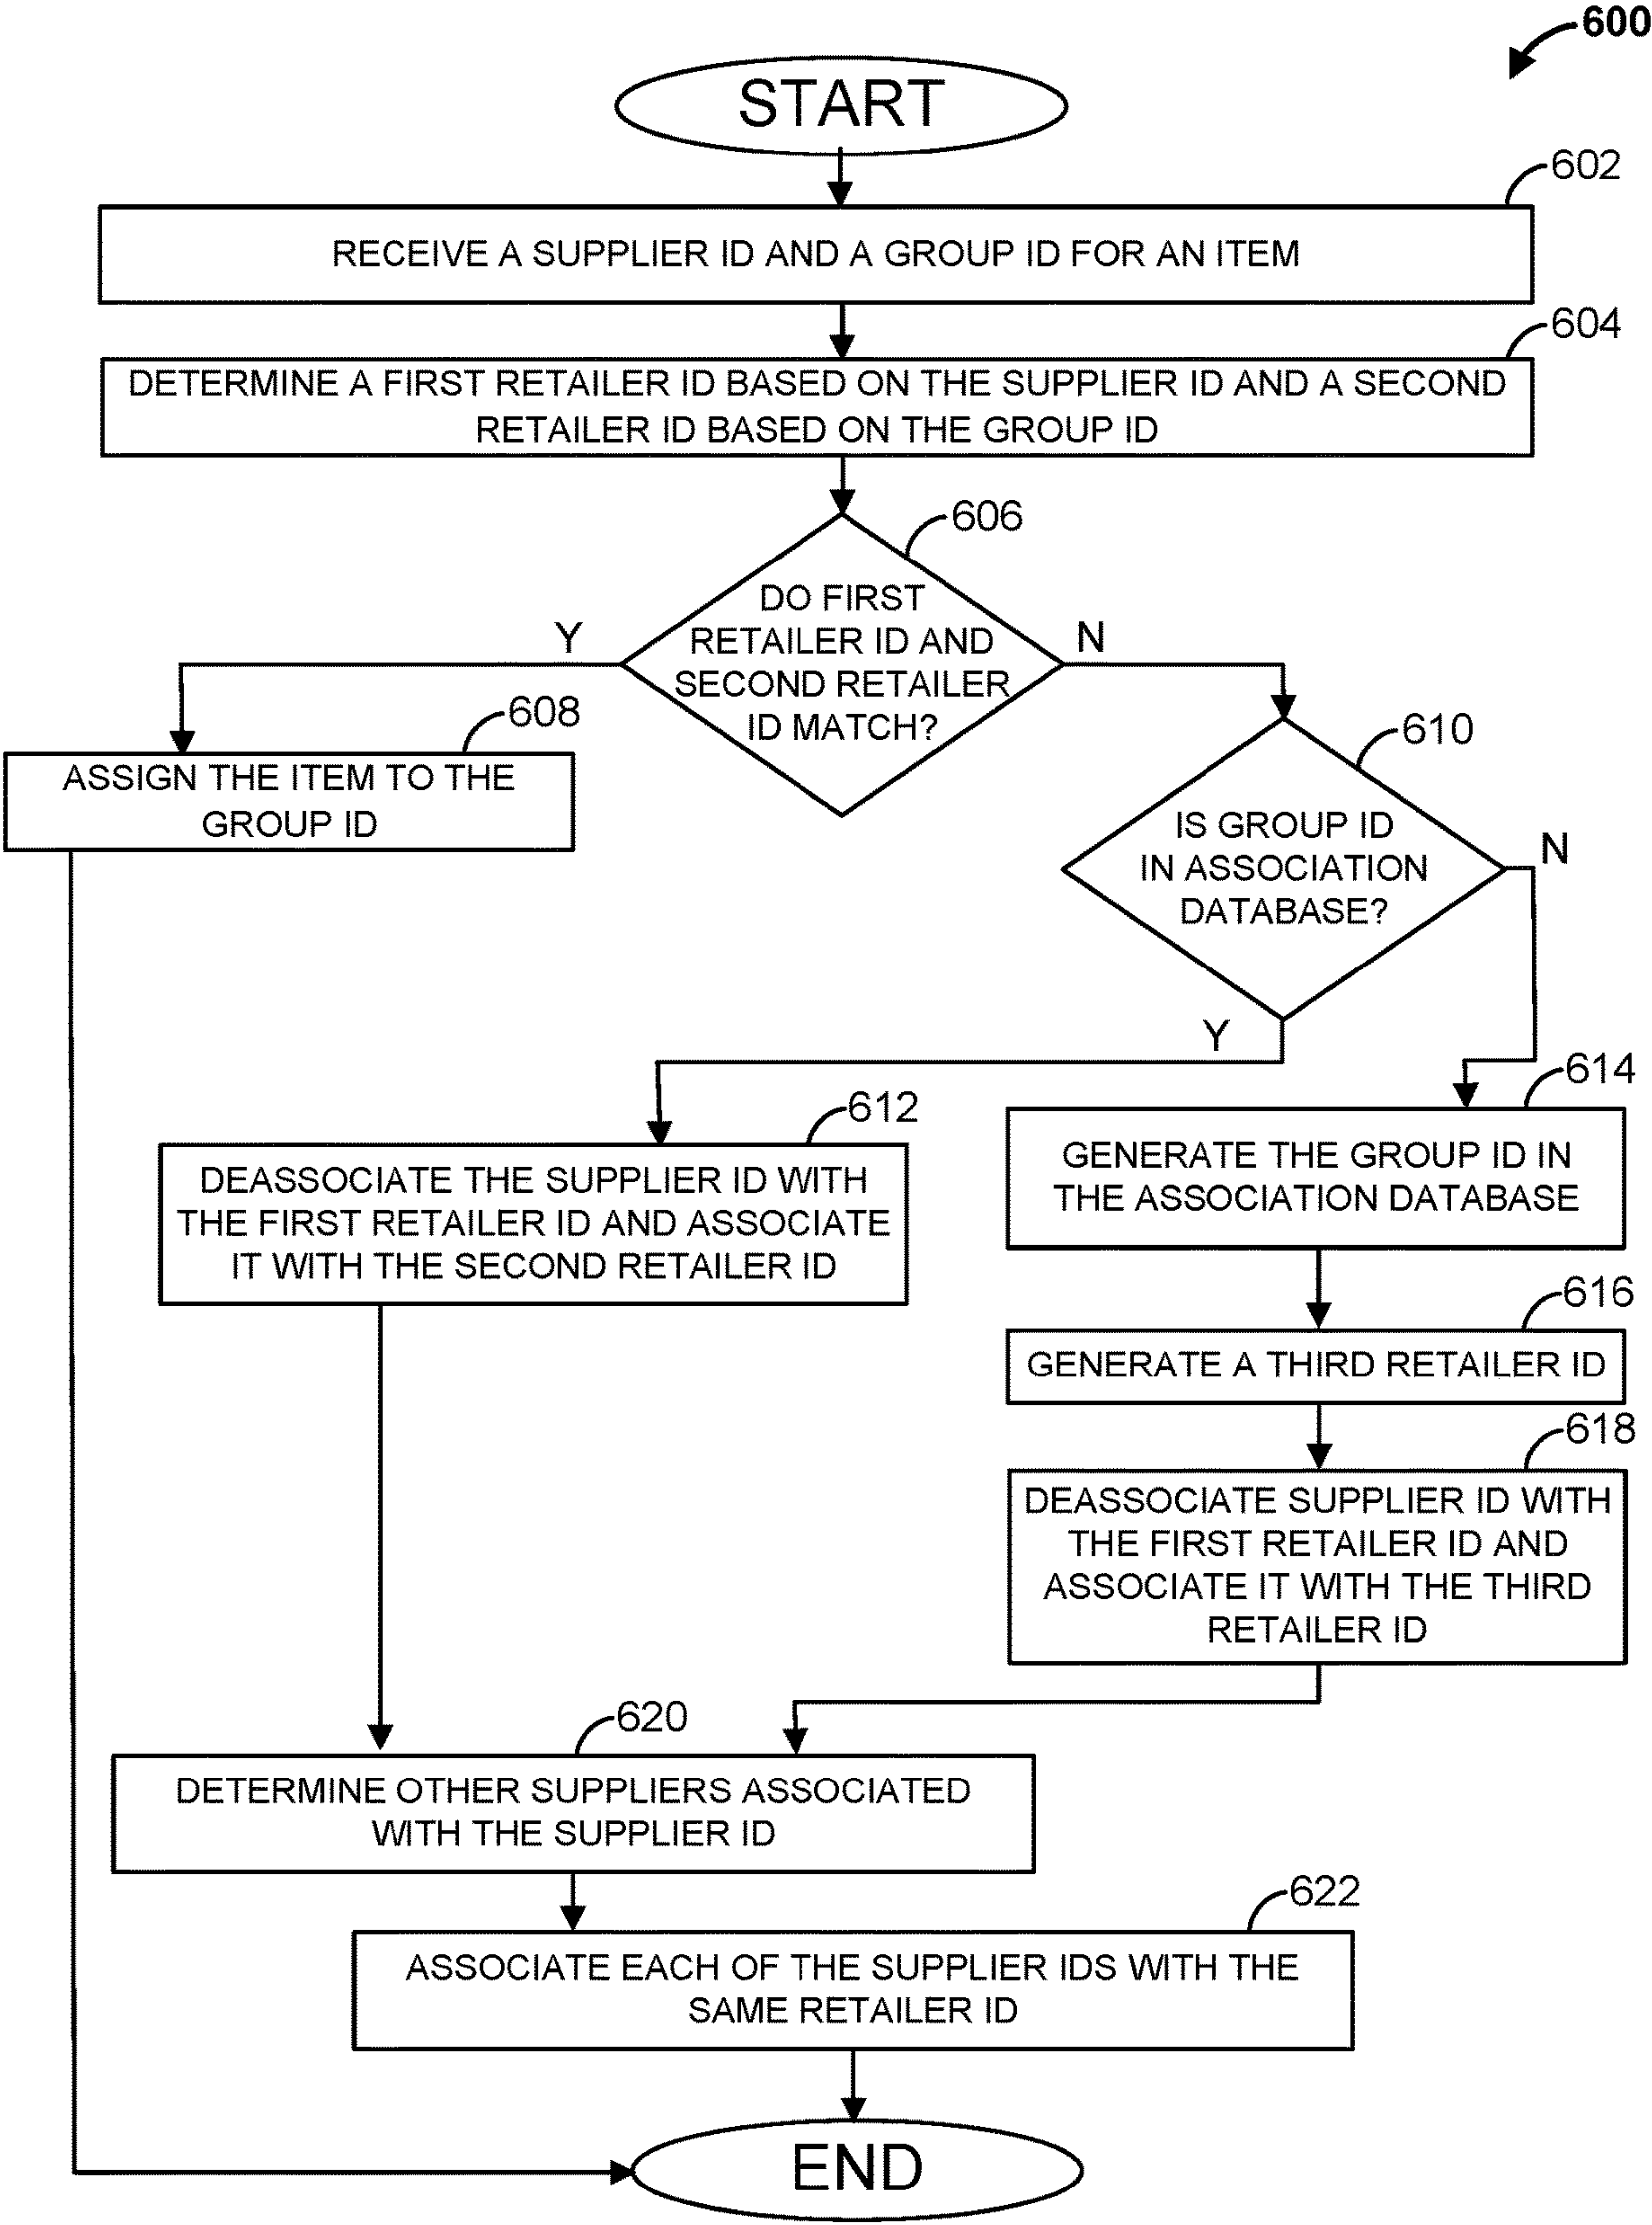 600
START
602
RECEIVE A SUPPLIER ID AND A GROUP ID FOR AN ITEM
604
DETERMINE A FIRST RETAILER ID BASED ON THE SUPPLIER ID AND A SECOND
RETAILER ID BASED ON THE GROUP ID
606
DO FIRST
RETAILER ID AND
SECOND RETAILER
ID MATCH?
Y
N
608
ASSIGN THE ITEM TO THE
GROUP ID
610
IS GROUP ID
IN ASSOCIATION
DATABASE?
N
Y
612
DEASSOCIATE THE SUPPLIER ID WITH
THE FIRST RETAILER ID AND ASSOCIATE
IT WITH THE SECOND RETAILER ID
614
GENERATE THE GROUP ID IN
THE ASSOCIATION DATABASE
616
GENERATE A THIRD RETAILER ID
618
DEASSOCIATE SUPPLIER ID WITH
THE FIRST RETAILER ID AND
ASSOCIATE IT WITH THE THIRD
RETAILER ID
620
DETERMINE OTHER SUPPLIERS ASSOCIATED
WITH THE SUPPLIER ID
622
ASSOCIATE EACH OF THE SUPPLIER IDS WITH THE
SAME RETAILER ID
END